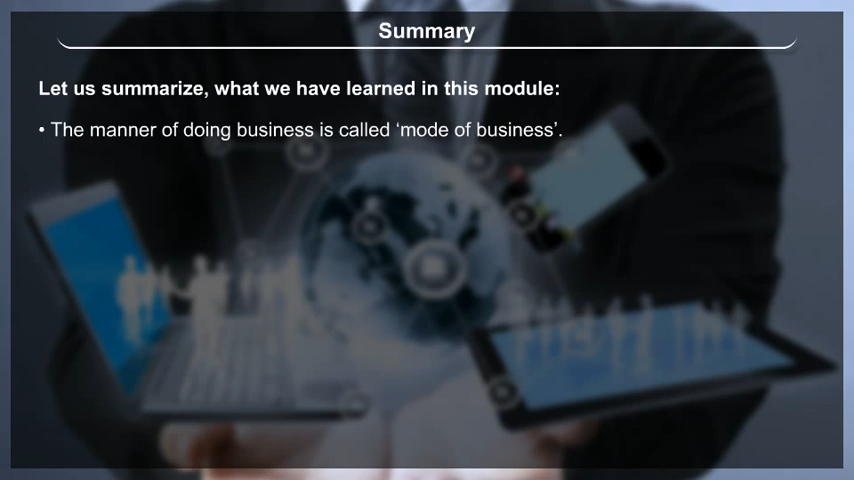 Summary
Let us summarize, what we have learned in this module:
• The manner of doing business is called ‘mode of business’.